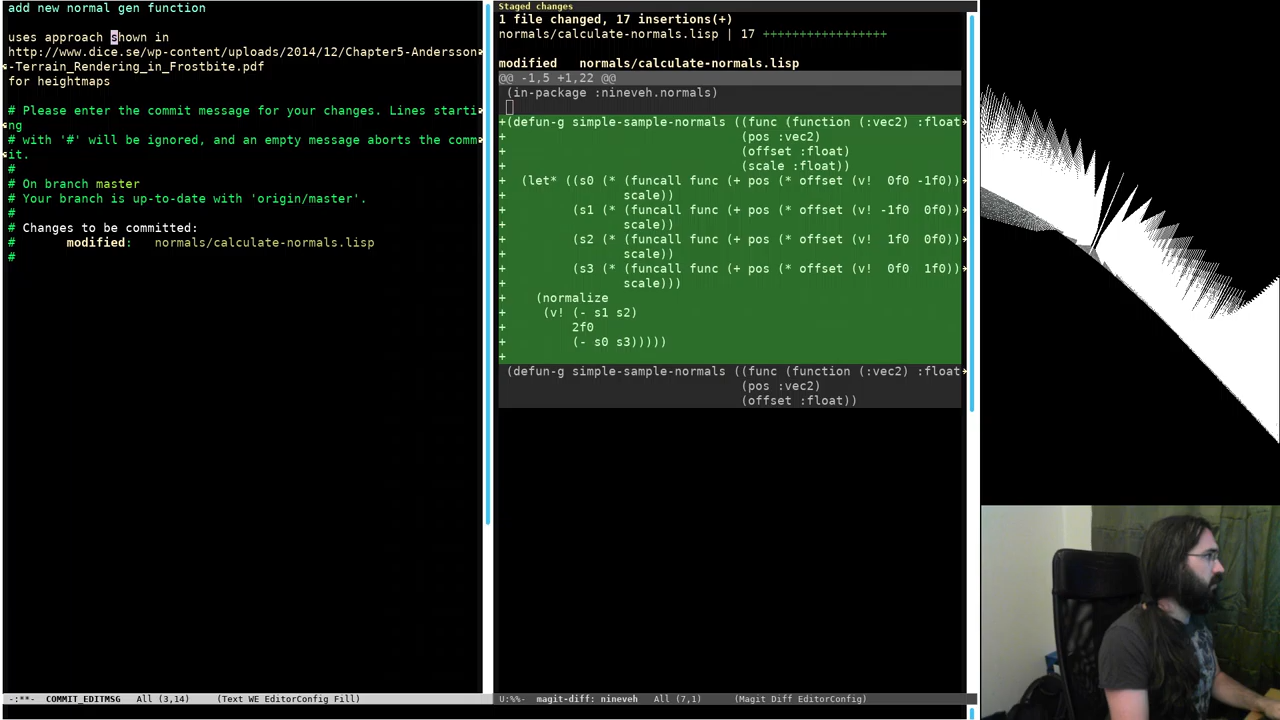 add new normal gen function
uses approach shown in
http://www.dice.se/wp-content/uploads/2014/12/Chapter5-Andersson
-Terrain_Rendering_in_Frostbite.pdf
for heightmaps
# Please enter the commit message for your changes. Lines starti
ng
# with '#' will be ignored, and an empty message aborts the comm
it.
#
# On branch master
# Your branch is up-to-date with 'origin/master'.
#
# Changes to be committed:
#       modified:   normals/calculate-normals.lisp
#
-:**-  COMMIT_EDITMSG   All (3,14)     (Text WE EditorConfig Fill)
Staged changes
1 file changed, 17 insertions(+)
normals/calculate-normals.lisp | 17 +++++++++++++++++
modified   normals/calculate-normals.lisp
@@ -1,5 +1,22 @@
 (in-package :nineveh.normals)
+(defun-g simple-sample-normals ((func (function (:vec2) :float
+                                (pos :vec2)
+                                (offset :float)
+                                (scale :float))
+  (let* ((s0 (* (funcall func (+ pos (* offset (v!  0f0 -1f0))
+                scale))
+         (s1 (* (funcall func (+ pos (* offset (v! -1f0  0f0))
+                scale))
+         (s2 (* (funcall func (+ pos (* offset (v!  1f0  0f0))
+                scale))
+         (s3 (* (funcall func (+ pos (* offset (v!  0f0  1f0))
+                scale)))
+    (normalize
+     (v! (- s1 s2)
+         2f0
+         (- s0 s3)))))
+
 (defun-g simple-sample-normals ((func (function (:vec2) :float
                                (pos :vec2)
                                (offset :float))
U:%%-  magit-diff: nineveh   All (7,1)     (Magit Diff EditorConfig)